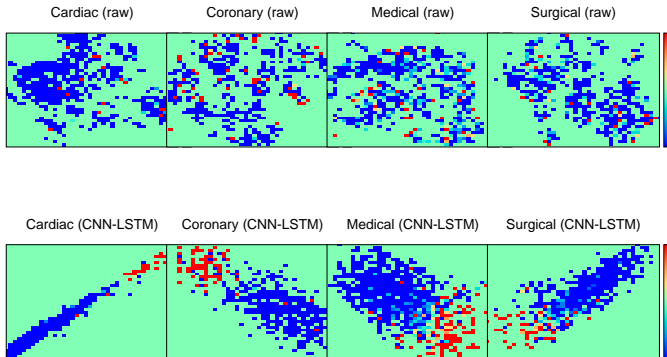 Cardiac (raw) Coronary (raw) Medical (raw) Surgical (raw)
Cardiac (CNN-LSTM) Coronary (CNN-LSTM) Medical (CNN-LSTM) Surgical (CNN-LSTM)